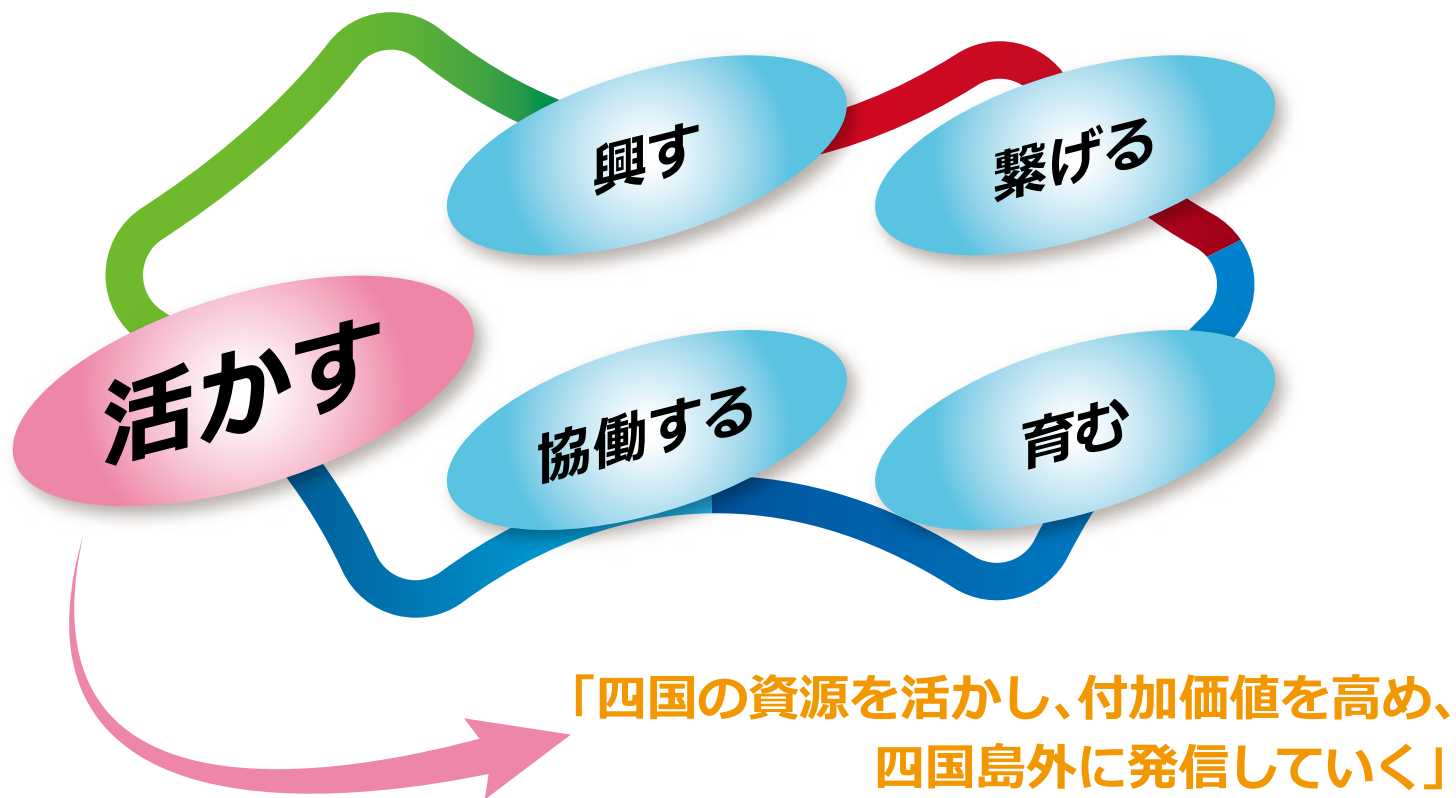 興す
繋げる
活かす
協働する
育む
「四国の資源を活かし、付加価値を高め、
四国島外に発信していく」